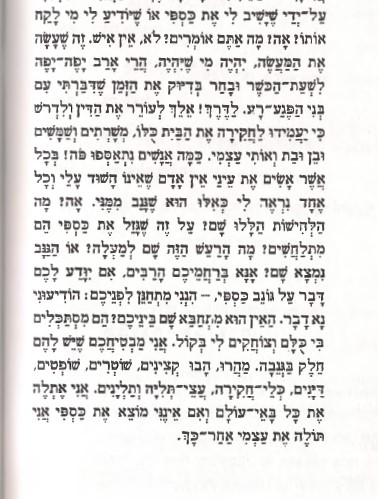 עַל־יְדֵי שֶׁיָּשִׁיב לִי אֶת כַּסְפִּי אוֹ שֶׁיּוֹדִיעַ לִי מִי לָקַח
אוֹתוֹ? אָה? מָה אַתֶּם אוֹמְרִים? לֹא, אֵין אִישׁ. זֶה שֶׁעָשָׂה
אֶת הַמַּעֲשֶׂה, יִהְיֶה מִי שֶׁיִּהְיֶה, הֲרֵי אָרַב יָפֶה־יָפֶה
לִשְׁעַת־הַכֹּשֶׁר וּבָחַר בְּדִיּוּק אֶת הַזְּמַן שֶׁדִּבַּרְתִּי עִם
בְּנִי הַפֶּגַע־רָע. לַדֶּרֶךְ! אֵלֵךְ לְעוֹרֵר אֶת הַדִּין וְלִדְרֹשׁ
כִּי יַעֲמִידוּ לַחֲקִירָה אֶת הַבַּיִת כֻּלּוֹ, מְשָׁרְתִים וְשַׁמָּשִׁים
וּבֵן וּבַת וְאוֹתִי עַצְמִי. כַּמָּה אֲנָשִׁים נִתְאַסְּפוּ פֹּה! בְּכָל
אֲשֶׁר אָשִׂים אֶת עֵינַי אֵין אָדָם שֶׁאֵינוֹ חָשׁוּד עָלַי וְכָל
אֶחָד נִרְאֶה לִי כְּאִלּוּ הוּא שֶׁגָּנַב מִמֶּנִּי. אָה? מָה
הַלְּחִישׁוֹת הַלָּלוּ שָׁם? עַל זֶה שֶׁגָּזַל אֶת כַּסְפִּי הֵם
מִתְלַחֲשִׁים? מָה הָרַעַשׁ הַזֶּה שָׁם לְמַעְלָה? אוֹ הַגַּנָּב
נִמְצָא שָׁם? אָנָּא בְּרַחֲמֵיכֶם הָרַבִּים, אִם יִוָּדַע לָכֶם
דָּבָר עַל גּוֹנֵב כַּסְפִּי, – הִנְנִי מִתְחַנֵּן לִפְנֵיכֶם: הוֹדִיעוּנִי
נָא דָבָר. הַאֵין הוּא מִתְחַבֵּא שָׁם בֵּינֵיכֶם? הֵם מִסְתַּכְּלִים
בִּי כֻּלָּם וְצוֹחֲקִים לִי בְּקוֹל. אֲנִי מַבְטִיחֲכֶם שֶׁיֵּשׁ לָהֶם
חֵלֶק בַּגְּנֵבָה. מַהֲרוּ, הָבוּ קְצִינִים, שׁוֹטְרִים, שׁוֹפְטִים,
דַּיָּנִים, כְּלֵי־חֲקִירָה, עֲצֵי־תְּלִיָּה וְתַלְיָנִים. אֲנִי אֶתְלֶה
אֶת כָּל בָּאֵי־עוֹלָם וְאִם אֵינֶנִּי מוֹצֵא אֶת כַּסְפִּי אֲנִי
תּוֹלֶה אֶת עַצְמִי אַחַר־כָּךְ.